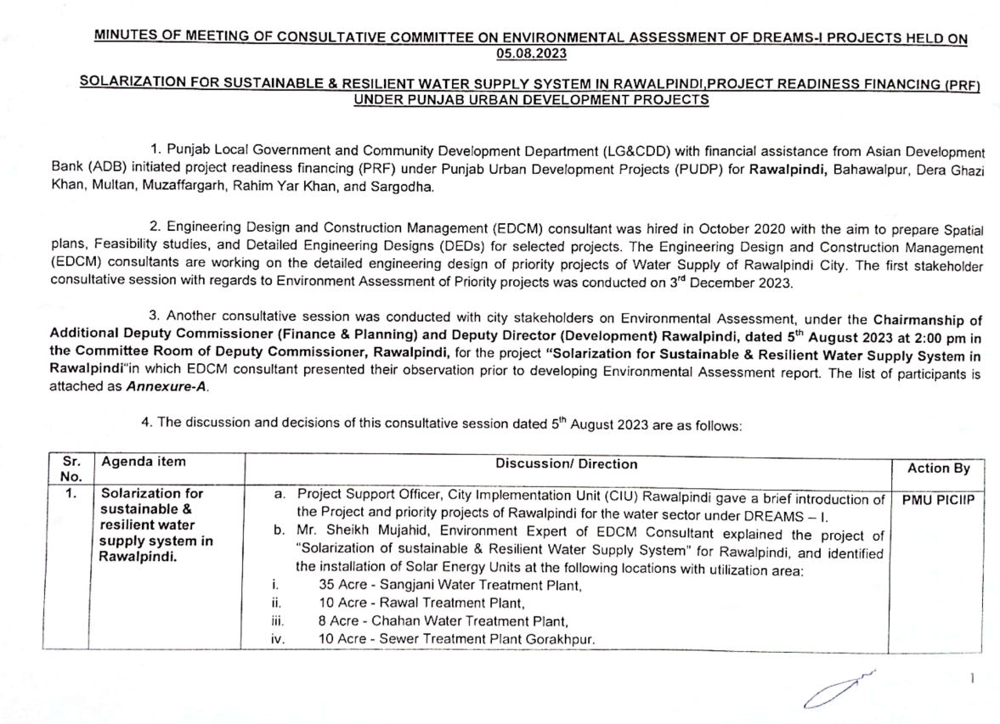 MINUTES OF MEETING OF CONSULTATIVE COMMITTEE ON ENVIRONMENTAL ASSESSMENT OF DREAMS-I PROJECTS HELD ON
05.08.2023
SOLARIZATION FOR SUSTAINABLE & RESILIENT WATER SUPPLY SYSTEM IN RAWALPINDI,PROJECT READINESS FINANCING (PRF)
UNDER PUNJAB URBAN DEVELOPMENT PROJECTS
1. Punjab Local Government and Community Development Department (LG&CDD) with financial assistance from Asian Development
Bank (ADB) initiated project readiness financing (PRF) under Punjab Urban Development Projects (PUDP) for Rawalpindi, Bahawalpur, Dera Ghazi
Khan, Multan, Muzaffargarh, Rahim Yar Khan, and Sargodha.
2. Engineering Design and Construction Management (EDCM) consultant was hired in October 2020 with the aim to prepare Spatial
plans, Feasibility studies, and Detailed Engineering Designs (DEDs) for selected projects. The Engineering Design and Construction Management
(EDCM) consultants are working on the detailed engineering design of priority projects of Water Supply of Rawalpindi City. The first stakeholder
consultative session with regards to Environment Assessment of Priority projects was conducted on 3rd December 2023.
3. Another consultative session was conducted with city stakeholders on Environmental Assessment, under the Chairmanship of
Additional Deputy Commissioner (Finance & Planning) and Deputy Director (Development) Rawalpindi, dated 5th August 2023 at 2:00 pm in
the Committee Room of Deputy Commissioner, Rawalpindi, for the project “Solarization for Sustainable & Resilient Water Supply System in
Rawalpindi“in which EDCM consultant presented their observation prior to developing Environmental Assessment report. The list of participants is
attached as Annexure-A.
4. The discussion and decisions of this consultative session dated 5th August 2023 are as follows:
Sr. No.
Agenda item
Discussion/ Direction
Action By
1.
Solarization for
sustainable &
resilient water
supply system in
Rawalpindi.
a. Project Support Officer, City Implementation Unit (CIU) Rawalpindi gave a brief introduction of
the Project and priority projects of Rawalpindi for the water sector under DREAMS – I.
b. Mr. Sheikh Mujahid, Environment Expert of EDCM Consultant explained the project of
“Solarization of sustainable & Resilient Water Supply System” for Rawalpindi, and identified
the installation of Solar Energy Units at the following locations with utilization area:
i. 35 Acre - Sangjani Water Treatment Plant,
ii. 10 Acre - Rawal Treatment Plant,
iii. 8 Acre - Chahan Water Treatment Plant,
iv. 10 Acre - Sewer Treatment Plant Gorakhpur.
PMU PICIIP
1